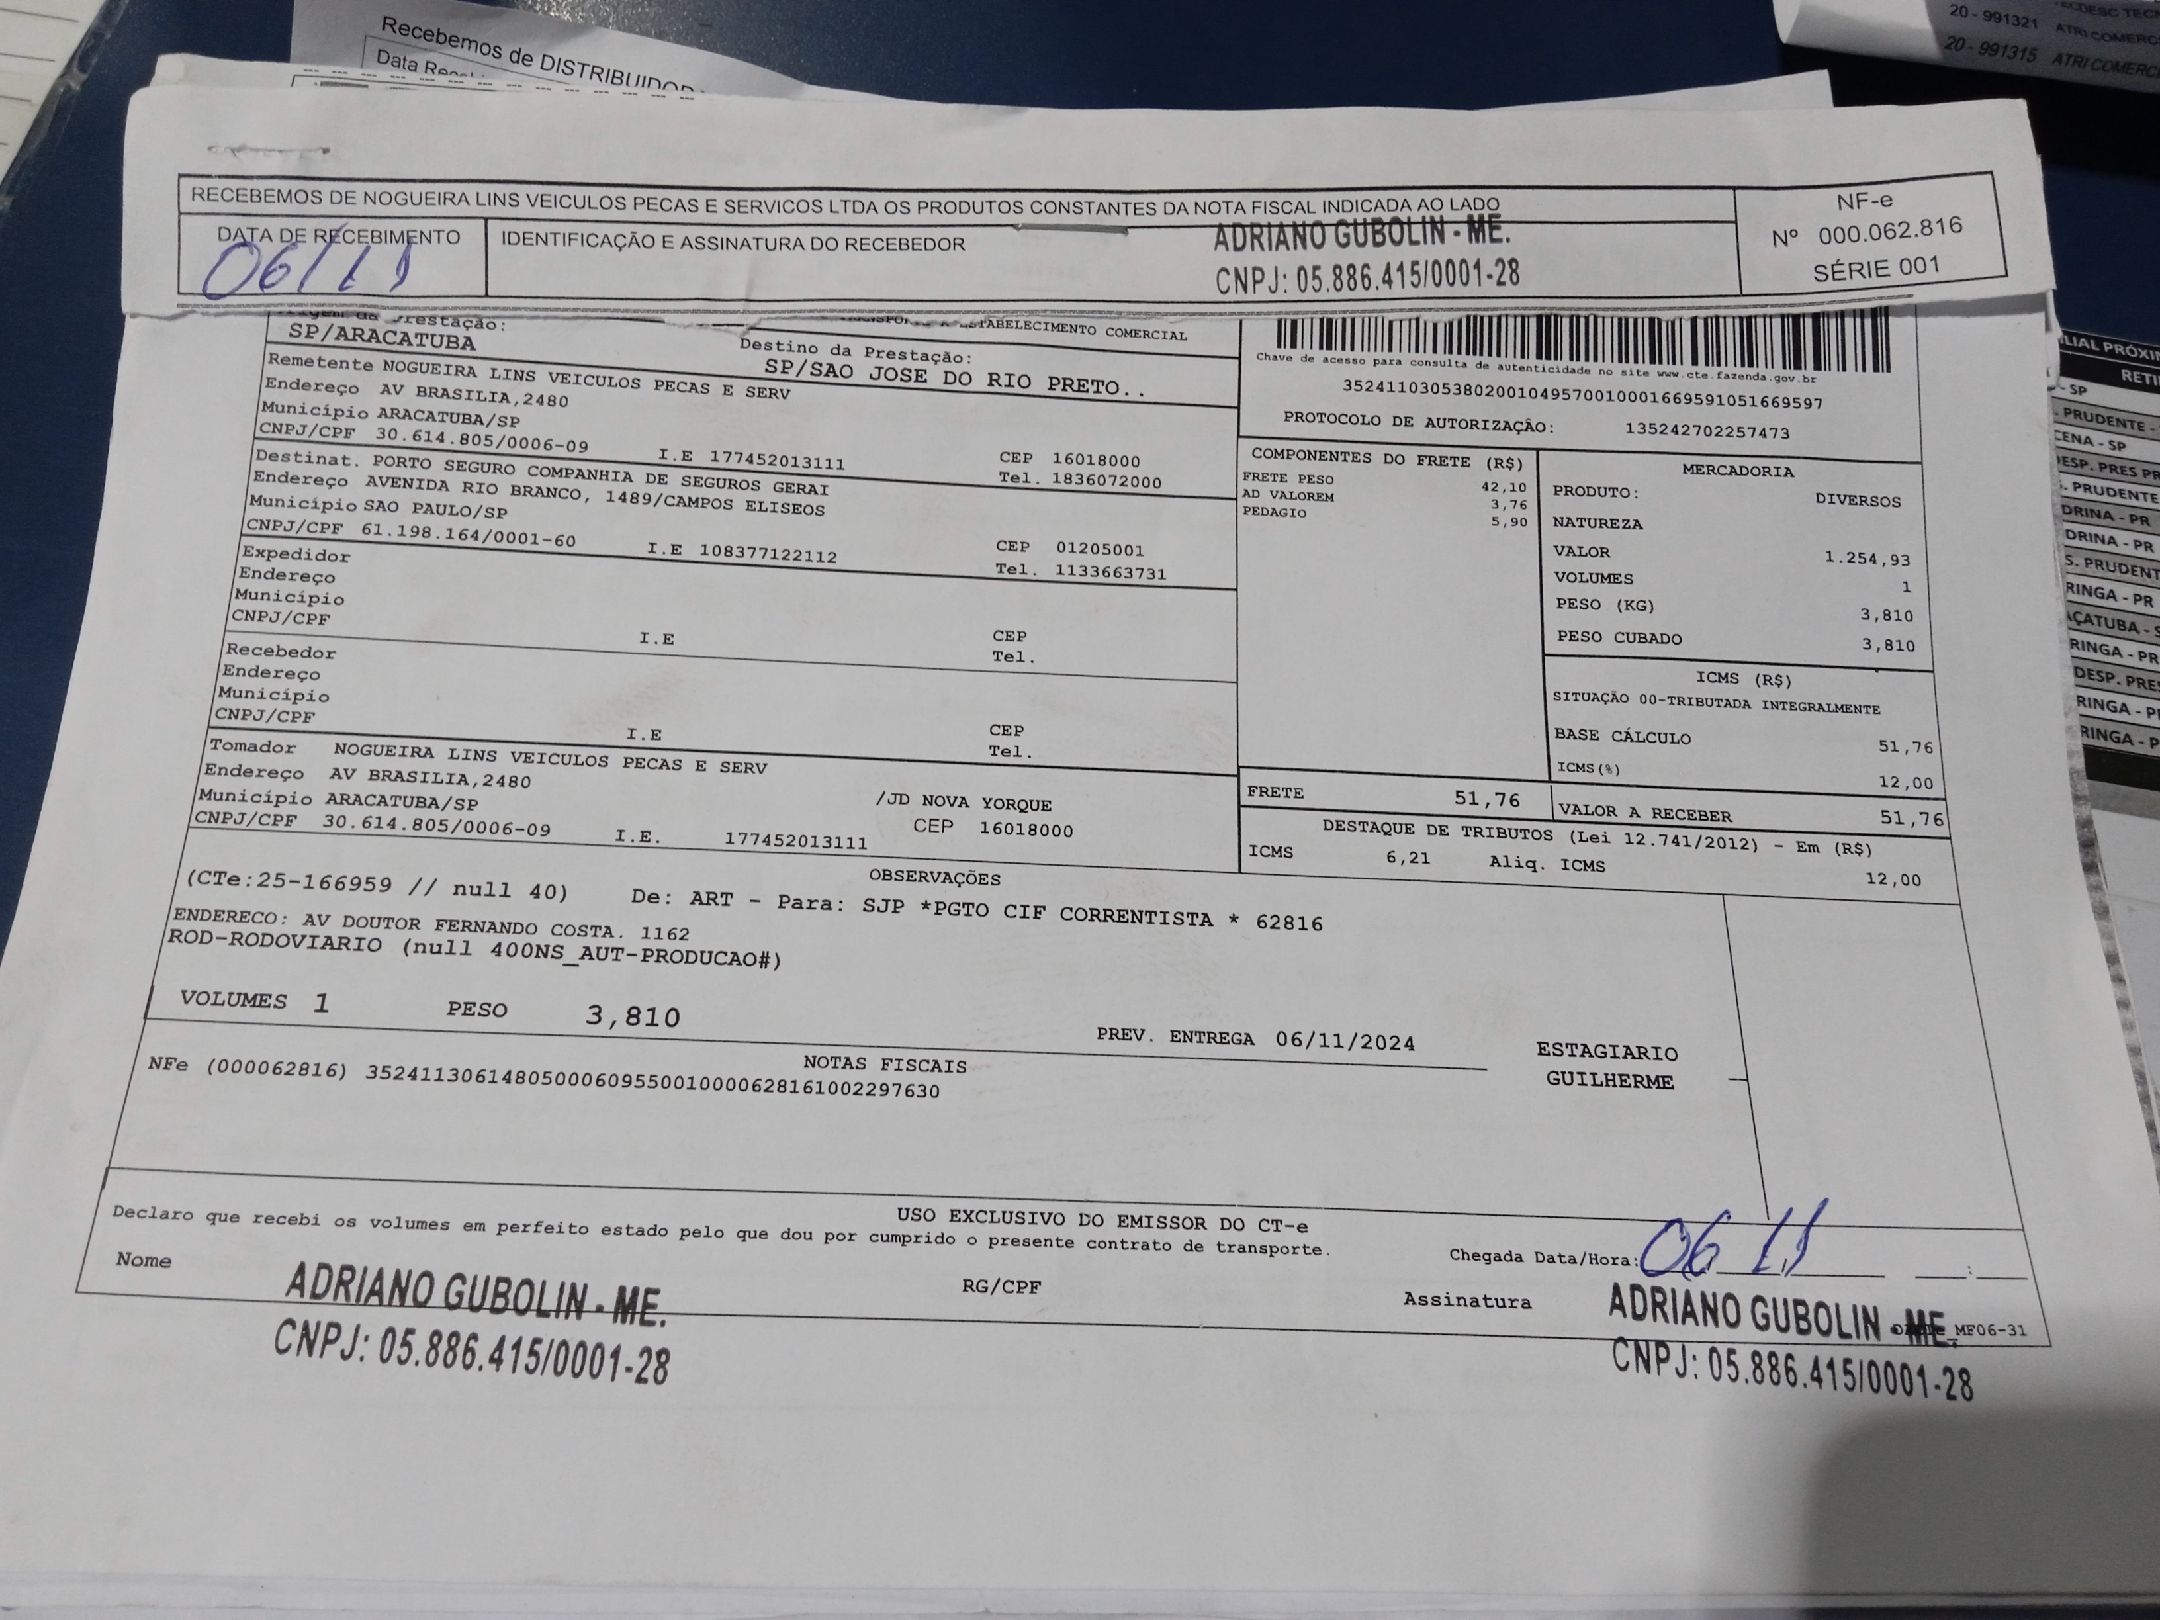 Recebemos de DISTRIBUIDOR
20 - 991321
20 - 991315 ATRI COMERC
RECEBEMOS DE NOGUEIRA LINS VEICULOS PECAS E SERVICOS LTDA OS PRODUTOS CONSTANTES DA NOTA FISCAL INDICADA AO LADO
NF-e
Nº 000.062.816
SÉRIE 001
DATA DE RECEBIMENTO
06/11
IDENTIFICAÇÃO E ASSINATURA DO RECEBEDOR
ADRIANO GUBOLIN - ME.
CNPJ: 05.886.415/0001-28
SP/ARACATUBA
Destino da Prestação:
SP/SAO JOSE DO RIO PRETO..
Remetente NOGUEIRA LINS VEICULOS PECAS E SERV
Endereço AV BRASILIA,2480
Município ARACATUBA/SP
CNPJ/CPF 30.614.805/0006-09 I.E 177452013111
CEP 16018000
Tel. 1836072000
Destinat. PORTO SEGURO COMPANHIA DE SEGUROS GERAI
Endereço AVENIDA RIO BRANCO, 1489/CAMPOS ELISEOS
Município SAO PAULO/SP
CNPJ/CPF 61.198.164/0001-60 I.E 108377122112
CEP 01205001
Tel. 1133663731
Expedidor
Endereço
Município
CNPJ/CPF I.E
CEP
Tel.
Recebedor
Endereço
Município
CNPJ/CPF I.E
CEP
Tel.
Tomador NOGUEIRA LINS VEICULOS PECAS E SERV
Endereço AV BRASILIA,2480 /JD NOVA YORQUE
Município ARACATUBA/SP CEP 16018000
CNPJ/CPF 30.614.805/0006-09 I.E. 177452013111
Chave de acesso para consulta de autenticidade no site www.cte.fazenda.gov.br
35241103053802001049570010001669591051669597
PROTOCOLO DE AUTORIZAÇÂO: 135242702257473
COMPONENTES DO FRETE (R$)
FRETE PESO 42,10
AD VALOREM 3,76
PEDAGIO 5,90
MERCADORIA
PRODUTO: DIVERSOS
NATUREZA
VALOR 1.254,93
VOLUMES 1
PESO (KG) 3,810
PESO CUBADO 3,810
ICMS (R$)
SITUAÇÃO 00-TRIBUTADA INTEGRALMENTE
BASE CÁLCULO 51,76
ICMS(%) 12,00
FRETE 51,76 VALOR A RECEBER 51,76
DESTAQUE DE TRIBUTOS (Lei 12.741/2012) - Em (R$)
ICMS 6,21 Aliq. ICMS 12,00
OBSERVAÇÕES
(CTe:25-166959 // null 40) De: ART - Para: SJP *PGTO CIF CORRENTISTA * 62816
ENDERECO: AV DOUTOR FERNANDO COSTA. 1162
ROD-RODOVIARIO (null 400NS_AUT-PRODUCAO#)
VOLUMES 1 PESO 3,810
PREV. ENTREGA 06/11/2024
ESTAGIARIO
GUILHERME
NOTAS FISCAIS
NFe (000062816) 35241130614805000609550010000628161002297630
USO EXCLUSIVO DO EMISSOR DO CT-e
Declaro que recebi os volumes em perfeito estado pelo que dou por cumprido o presente contrato de transporte.
Chegada Data/Hora: 06 11
Nome
RG/CPF
Assinatura
ADRIANO GUBOLIN - ME.
CNPJ: 05.886.415/0001-28
ADRIANO GUBOLIN - ME.
MF06-31
CNPJ: 05.886.415/0001-28